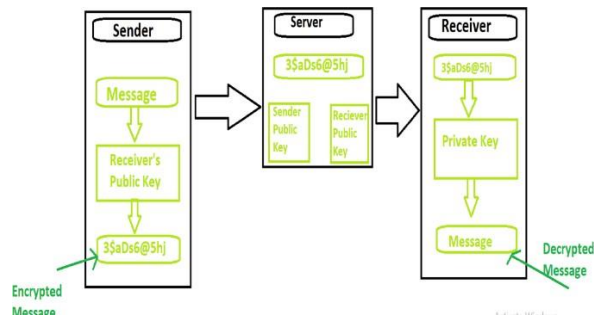 Sender
Message
Receiver's
Public Key
3$aDs6@5hj
Encrypted
Message
Server
3$aDs6@5hj
Sender
Public
Key
Reciever
Public
Key
Receiver
3$aDs6@5hj
Private Key
Message
Decrypted
Message